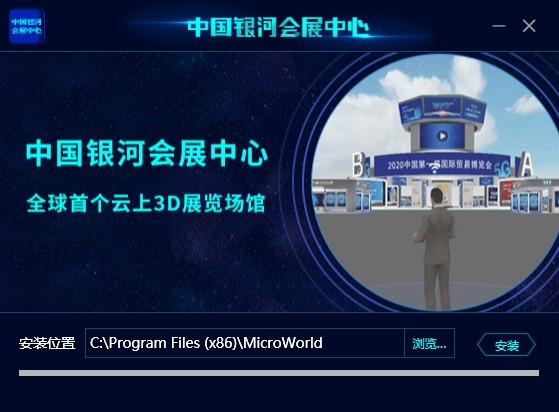 中国银河
会展中心
中国银河会展中心
中国银河会展中心
全球首个云上3D展览场馆
B
A
2020中国第一届国际贸易博览会
5G
安装位置
C:\Program Files (x86)\MicroWorld
浏览...
安装